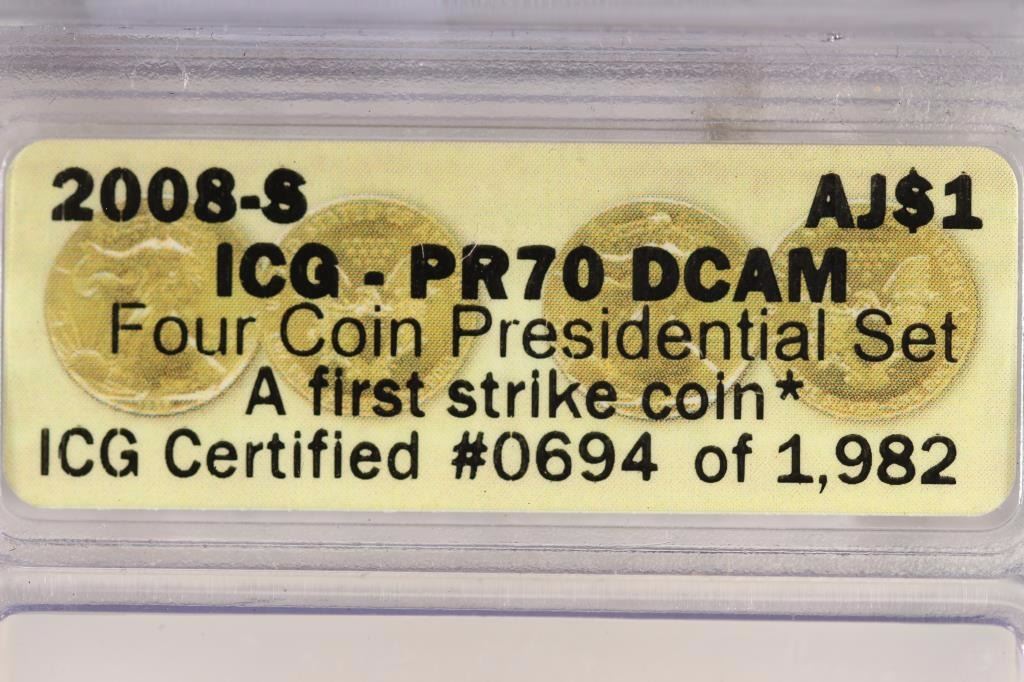 2008-S AJ$1
ICG - PR70 DCAM
Four Coin Presidential Set
A first strike coin*
ICG Certified #0694 of 1,982